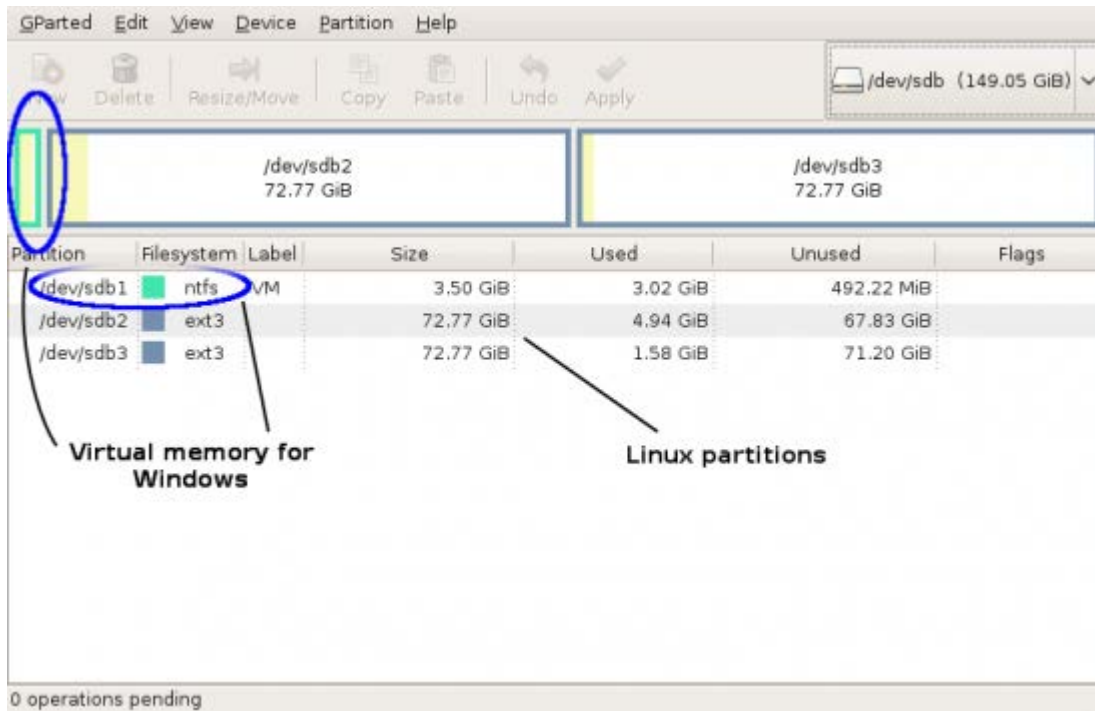 GParted Edit View Device Partition Help
New Delete Resize/Move Copy Paste Undo Apply /dev/sdb (149.05 GiB)
/dev/sdb2 /dev/sdb3
72.77 GiB 72.77 GiB
Partition Filesystem Label Size Used Unused Flags
/dev/sdb1 ntfs VM 3.50 GiB 3.02 GiB 492.22 MiB
/dev/sdb2 ext3 72.77 GiB 4.94 GiB 67.83 GiB
/dev/sdb3 ext3 72.77 GiB 1.58 GiB 71.20 GiB
Virtual memory for Linux partitions
Windows
0 operations pending